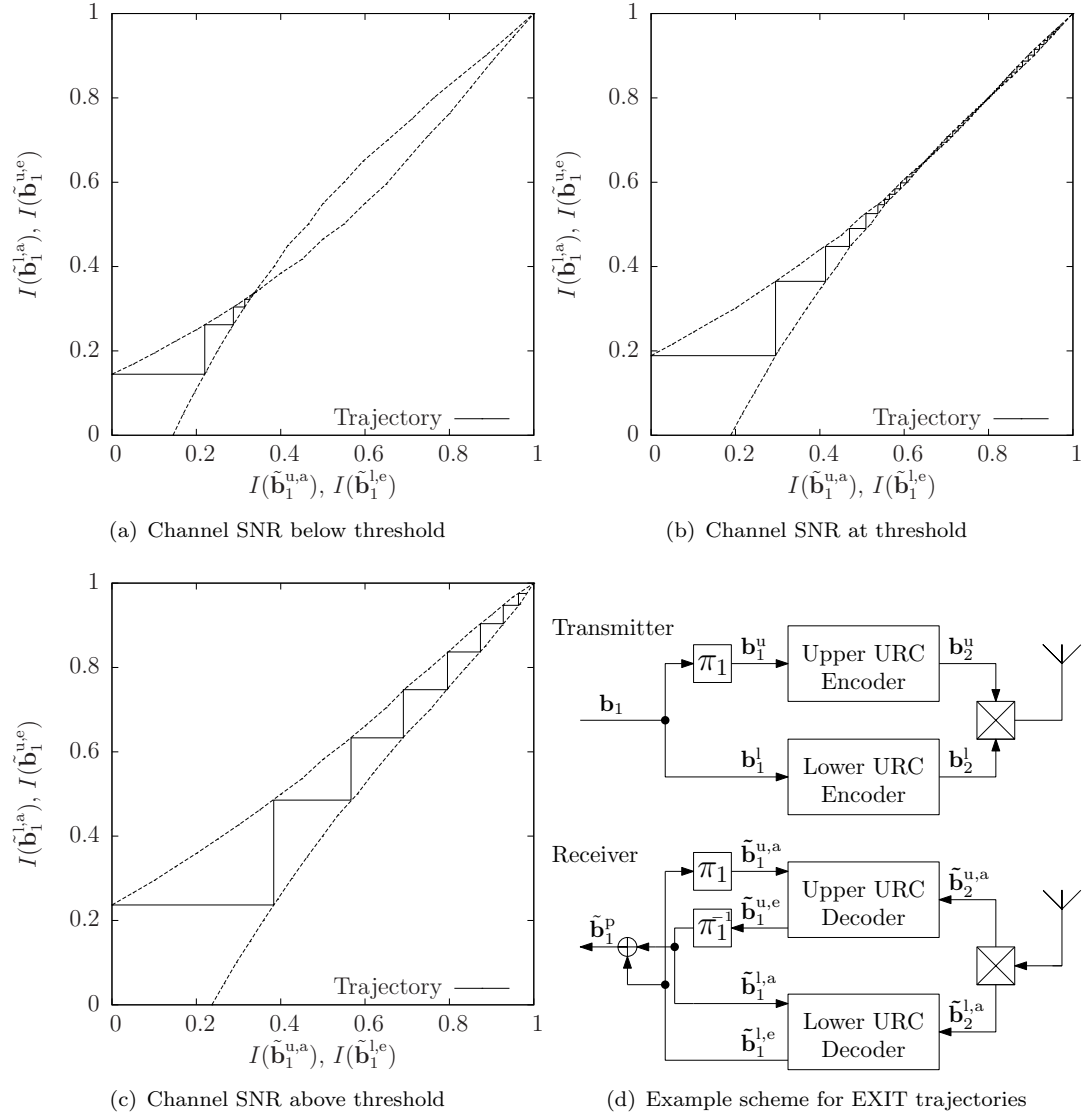 1
0.8
0.6
0.4
0.2
0
0 0.2 0.4 0.6 0.8 1
I(b̃₁^{l,a}), I(b̃₁^{u,e})
I(b̃₁^{u,a}), I(b̃₁^{l,e})
Trajectory
(a) Channel SNR below threshold
1
0.8
0.6
0.4
0.2
0
0 0.2 0.4 0.6 0.8 1
I(b̃₁^{l,a}), I(b̃₁^{u,e})
I(b̃₁^{u,a}), I(b̃₁^{l,e})
Trajectory
(b) Channel SNR at threshold
1
0.8
0.6
0.4
0.2
0
0 0.2 0.4 0.6 0.8 1
I(b̃₁^{l,a}), I(b̃₁^{u,e})
I(b̃₁^{u,a}), I(b̃₁^{l,e})
Trajectory
(c) Channel SNR above threshold
Transmitter
b₁
π₁
b₁^u
Upper URC
Encoder
b₂^u
b₁^l
Lower URC
Encoder
b₂^l
Receiver
π₁
b̃₁^{u,a}
Upper URC
Decoder
b̃₂^{u,a}
π₁^{-1}
b̃₁^{u,e}
b̃₁^p
b̃₁^{l,a}
Lower URC
Decoder
b̃₂^{l,a}
b̃₁^{l,e}
(d) Example scheme for EXIT trajectories